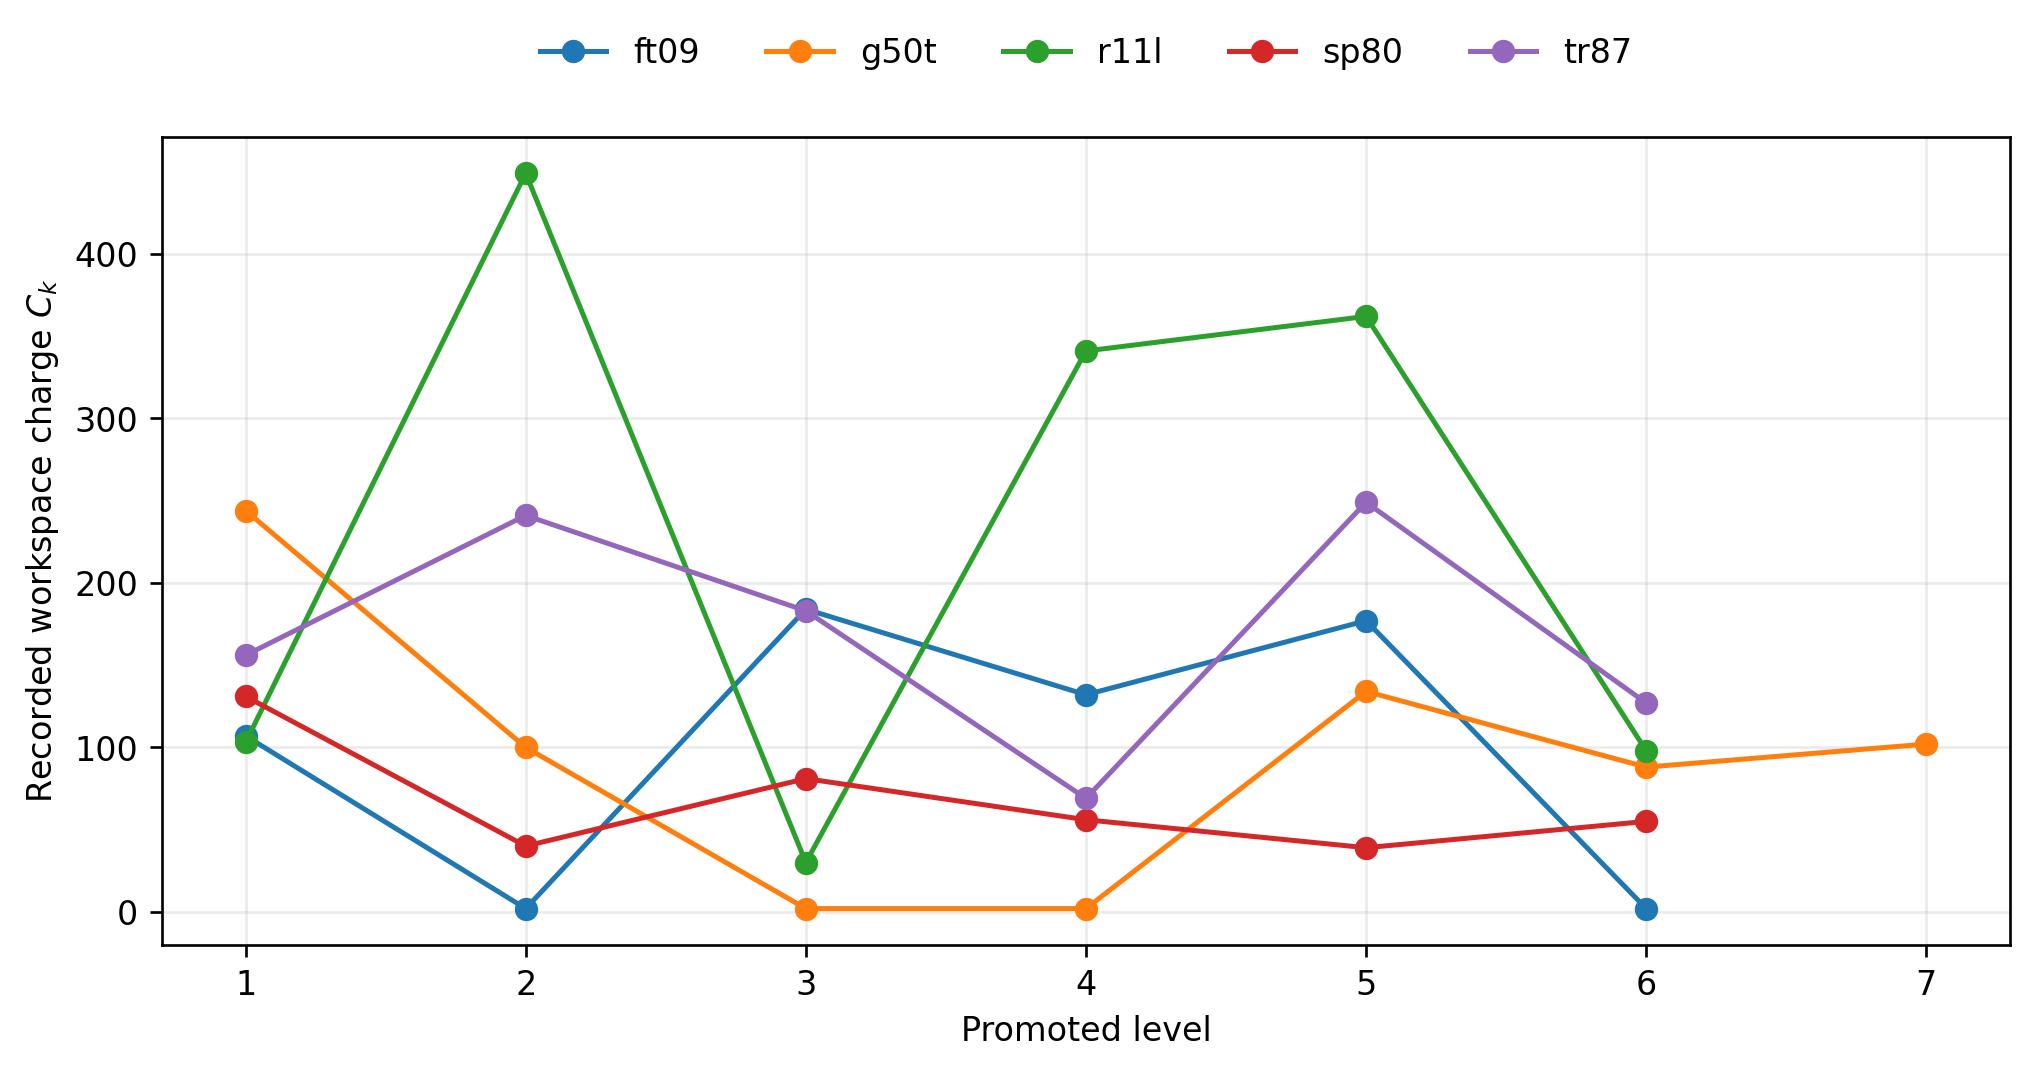 ft09 g50t r11l sp80 tr87
Recorded workspace charge C_k
400
300
200
100
0
1 2 3 4 5 6 7
Promoted level